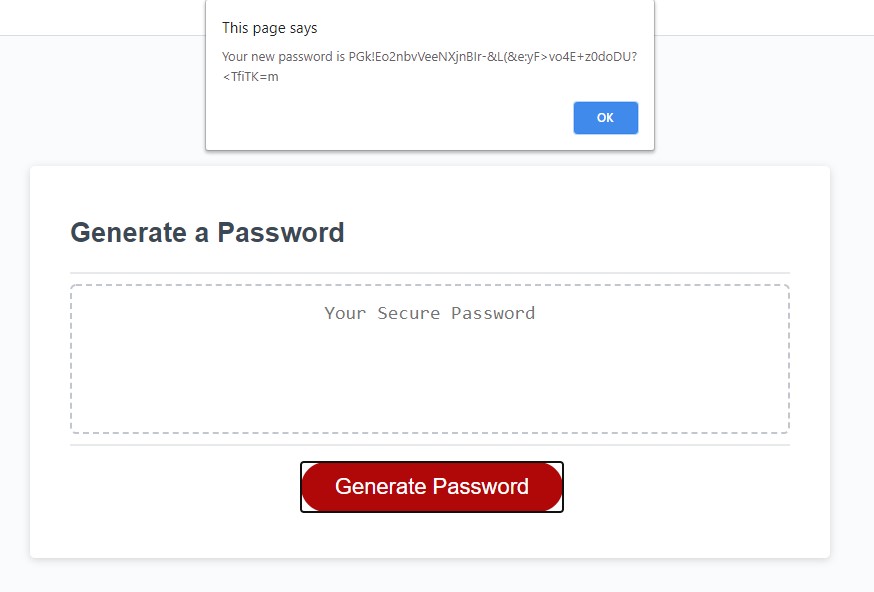 This page says
Your new password is PGk!Eo2nbvVeeNXjnBIr-&L(&e:yF>vo4E+z0doDU?
<TfiTK=m
OK
Generate a Password
Your Secure Password
Generate Password